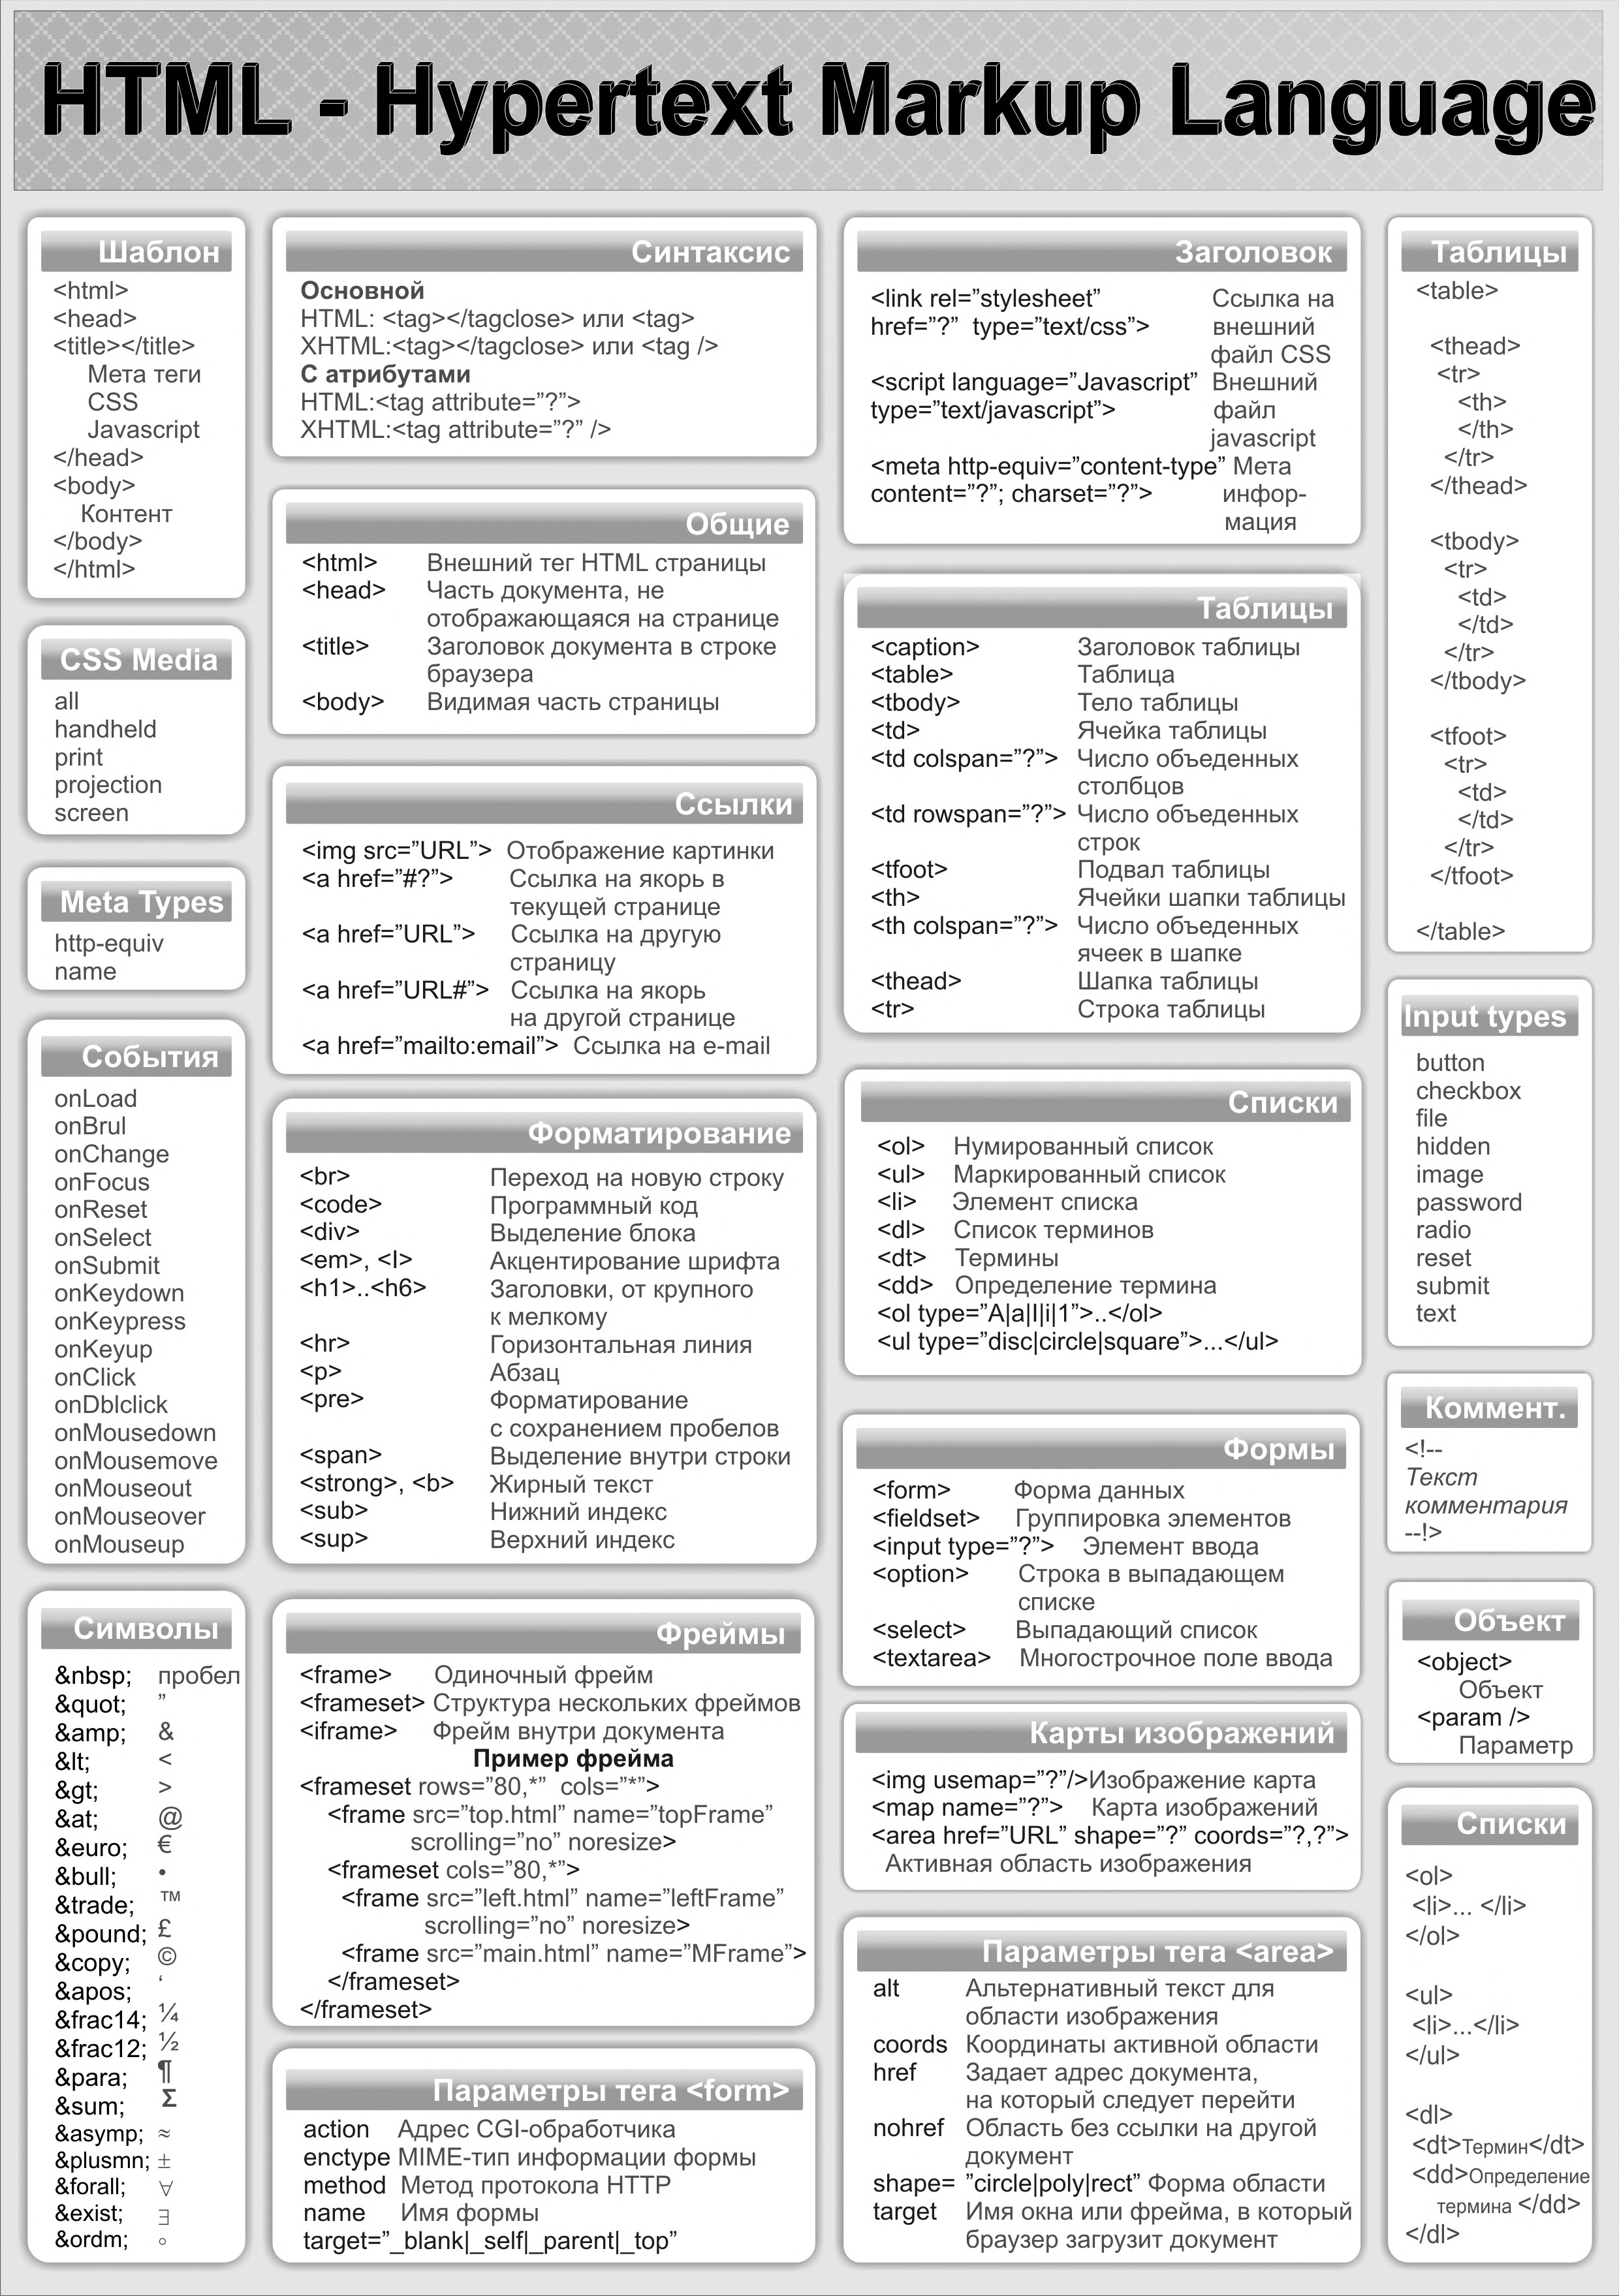 HTML - Hypertext Markup Language
Шаблон
<html>
<head>
<title></title>
Мета теги
CSS
Javascript
</head>
<body>
Контент
</body>
</html>
CSS Media
all
handheld
print
projection
screen
Meta Types
http-equiv
name
События
onLoad
onBrul
onChange
onFocus
onReset
onSelect
onSubmit
onKeydown
onKeypress
onKeyup
onClick
onDblclick
onMousedown
onMousemove
onMouseout
onMouseover
onMouseup
Символы
&nbsp; пробел
&quot; ”
&amp; &
&lt; <
&gt; >
&at; @
&euro; €
&bull; •
&trade; ™
&pound; £
&copy; ©
&apos; ‘
&frac14; ¼
&frac12; ½
&para; ¶
&sum; Σ
&asymp; ≈
&plusmn; ±
&forall; ∀
&exist; ∃
&ordm; °
Синтаксис
Основной
HTML: <tag></tagclose> или <tag>
XHTML:<tag></tagclose> или <tag />
С атрибутами
HTML:<tag attribute=”?”>
XHTML:<tag attribute=”?” />
Общие
<html> Внешний тег HTML страницы
<head> Часть документа, не
отображающаяся на странице
<title> Заголовок документа в строке
браузера
<body> Видимая часть страницы
Ссылки
<img src=”URL”> Отображение картинки
<a href=”#?”> Ссылка на якорь в
текущей странице
<a href=”URL”> Ссылка на другую
страницу
<a href=”URL#”> Ссылка на якорь
на другой странице
<a href=”mailto:email”> Ссылка на e-mail
Форматирование
<br> Переход на новую строку
<code> Программный код
<div> Выделение блока
<em>, <I> Акцентирование шрифта
<h1>..<h6> Заголовки, от крупного
к мелкому
<hr> Горизонтальная линия
<p> Абзац
<pre> Форматирование
с сохранением пробелов
<span> Выделение внутри строки
<strong>, <b> Жирный текст
<sub> Нижний индекс
<sup> Верхний индекс
Фреймы
<frame> Одиночный фрейм
<frameset> Структура нескольких фреймов
<iframe> Фрейм внутри документа
Пример фрейма
<frameset rows=”80,*” cols=”*”>
<frame src=”top.html” name=”topFrame”
scrolling=”no” noresize>
<frameset cols=”80,*”>
<frame src=”left.html” name=”leftFrame”
scrolling=”no” noresize>
<frame src=”main.html” name=”MFrame”>
</frameset>
</frameset>
Параметры тега <form>
action Адрес CGI-обработчика
enctype MIME-тип информации формы
method Метод протокола HTTP
name Имя формы
target=”_blank|_self|_parent|_top”
Заголовок
<link rel=”stylesheet” Ссылка на
href=”?” type=”text/css”> внешний
файл CSS
<script language=”Javascript” Внешний
type=”text/javascript”> файл
javascript
<meta http-equiv=”content-type” Мета
content=”?”; charset=”?”> инфор-
мация
Таблицы
<caption> Заголовок таблицы
<table> Таблица
<tbody> Тело таблицы
<td> Ячейка таблицы
<td colspan=”?”> Число объеденных
столбцов
<td rowspan=”?”> Число объеденных
строк
<tfoot> Подвал таблицы
<th> Ячейки шапки таблицы
<th colspan=”?”> Число объеденных
ячеек в шапке
<thead> Шапка таблицы
<tr> Строка таблицы
Списки
<ol> Нумированный список
<ul> Маркированный список
<li> Элемент списка
<dl> Список терминов
<dt> Термины
<dd> Определение термина
<ol type=”A|a|I|i|1”>..</ol>
<ul type=”disc|circle|square”>...</ul>
Формы
<form> Форма данных
<fieldset> Группировка элементов
<input type=”?”> Элемент ввода
<option> Строка в выпадающем
списке
<select> Выпадающий список
<textarea> Многострочное поле ввода
Карты изображений
<img usemap=”?”/>Изображение карта
<map name=”?”> Карта изображений
<area href=”URL” shape=”?” coords=”?,?”>
Активная область изображения
Параметры тега <area>
alt Альтернативный текст для
области изображения
coords Координаты активной области
href Задает адрес документа,
на который следует перейти
nohref Область без ссылки на другой
документ
shape= ”circle|poly|rect” Форма области
target Имя окна или фрейма, в который
браузер загрузит документ
Таблицы
<table>
<thead>
<tr>
<th>
</th>
</tr>
</thead>
<tbody>
<tr>
<td>
</td>
</tr>
</tbody>
<tfoot>
<tr>
<td>
</td>
</tr>
</tfoot>
</table>
Input types
button
checkbox
file
hidden
image
password
radio
reset
submit
text
Коммент.
<!--
Текст
комментария
--!>
Объект
<object>
Объект
<param />
Параметр
Списки
<ol>
<li>... </li>
</ol>
<ul>
<li>...</li>
</ul>
<dl>
<dt>Термин</dt>
<dd>Определение
термина </dd>
</dl>